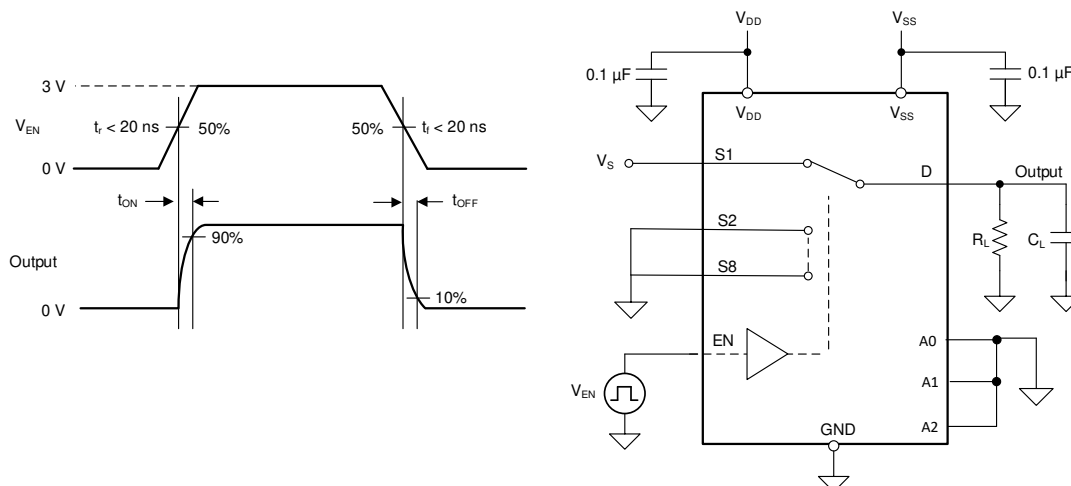 3 V
V_EN
t_r < 20 ns
50%
50%
t_f < 20 ns
0 V
t_ON
t_OFF
90%
Output
10%
0 V
V_DD
V_SS
0.1 µF
0.1 µF
V_DD
V_SS
V_S
S1
D
Output
S2
R_L
C_L
S8
EN
A0
V_EN
A1
A2
GND